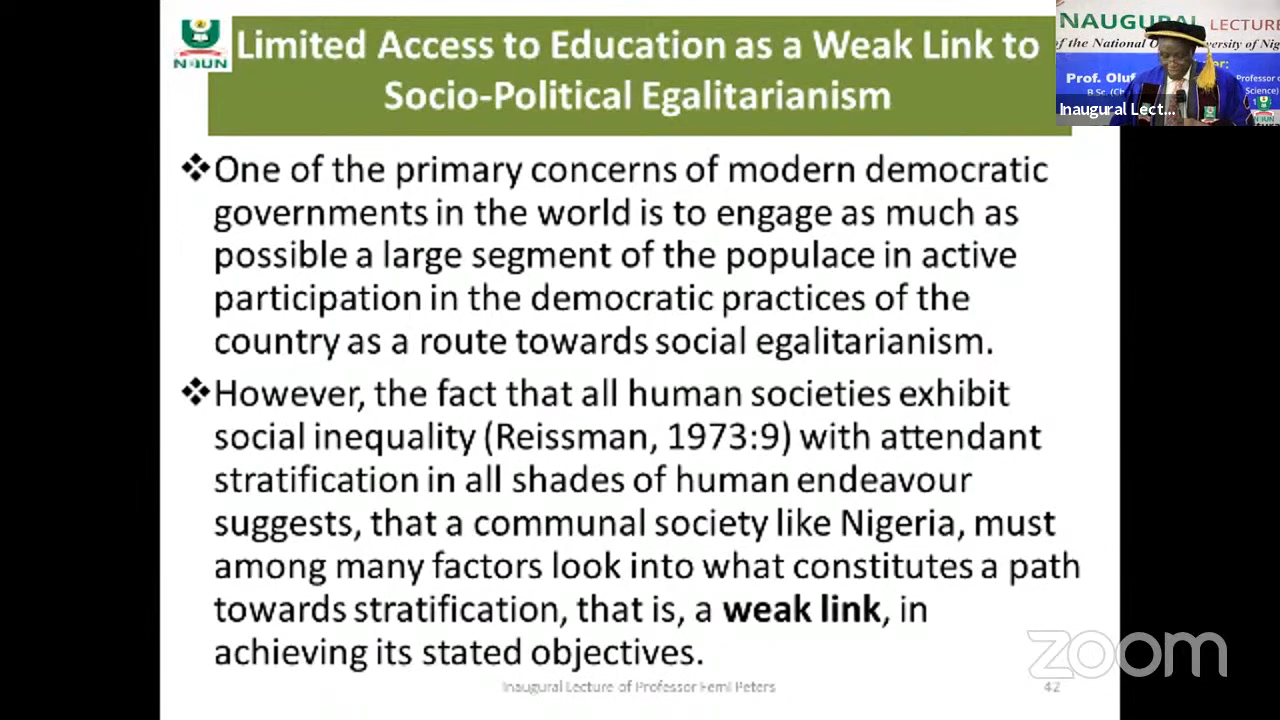 NOUN
Limited Access to Education as a Weak Link to
Socio-Political Egalitarianism
❖One of the primary concerns of modern democratic
governments in the world is to engage as much as
possible a large segment of the populace in active
participation in the democratic practices of the
country as a route towards social egalitarianism.
❖However, the fact that all human societies exhibit
social inequality (Reissman, 1973:9) with attendant
stratification in all shades of human endeavour
suggests, that a communal society like Nigeria, must
among many factors look into what constitutes a path
towards stratification, that is, a weak link, in
achieving its stated objectives.
Inaugural Lecture of Professor Femi Peters
42
NAUGURAL LECTURE
of the National O
versity of Nig
Prof. Oluf
er:
Professor
B.Sc. (Ch
Science)
Inaugural Lect...
NOUN
zoom